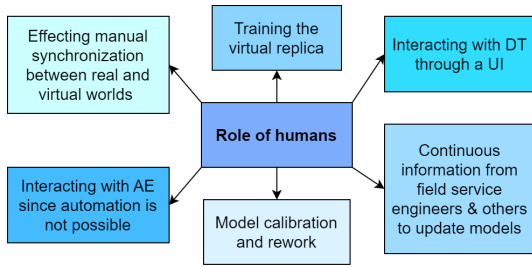 Effecting manual
synchronization
between real and
virtual worlds
Training the
virtual replica
Interacting with DT
through a UI
Role of humans
Interacting with AE
since automation is
not possible
Model calibration
and rework
Continuous
information from
field service
engineers & others
to update models